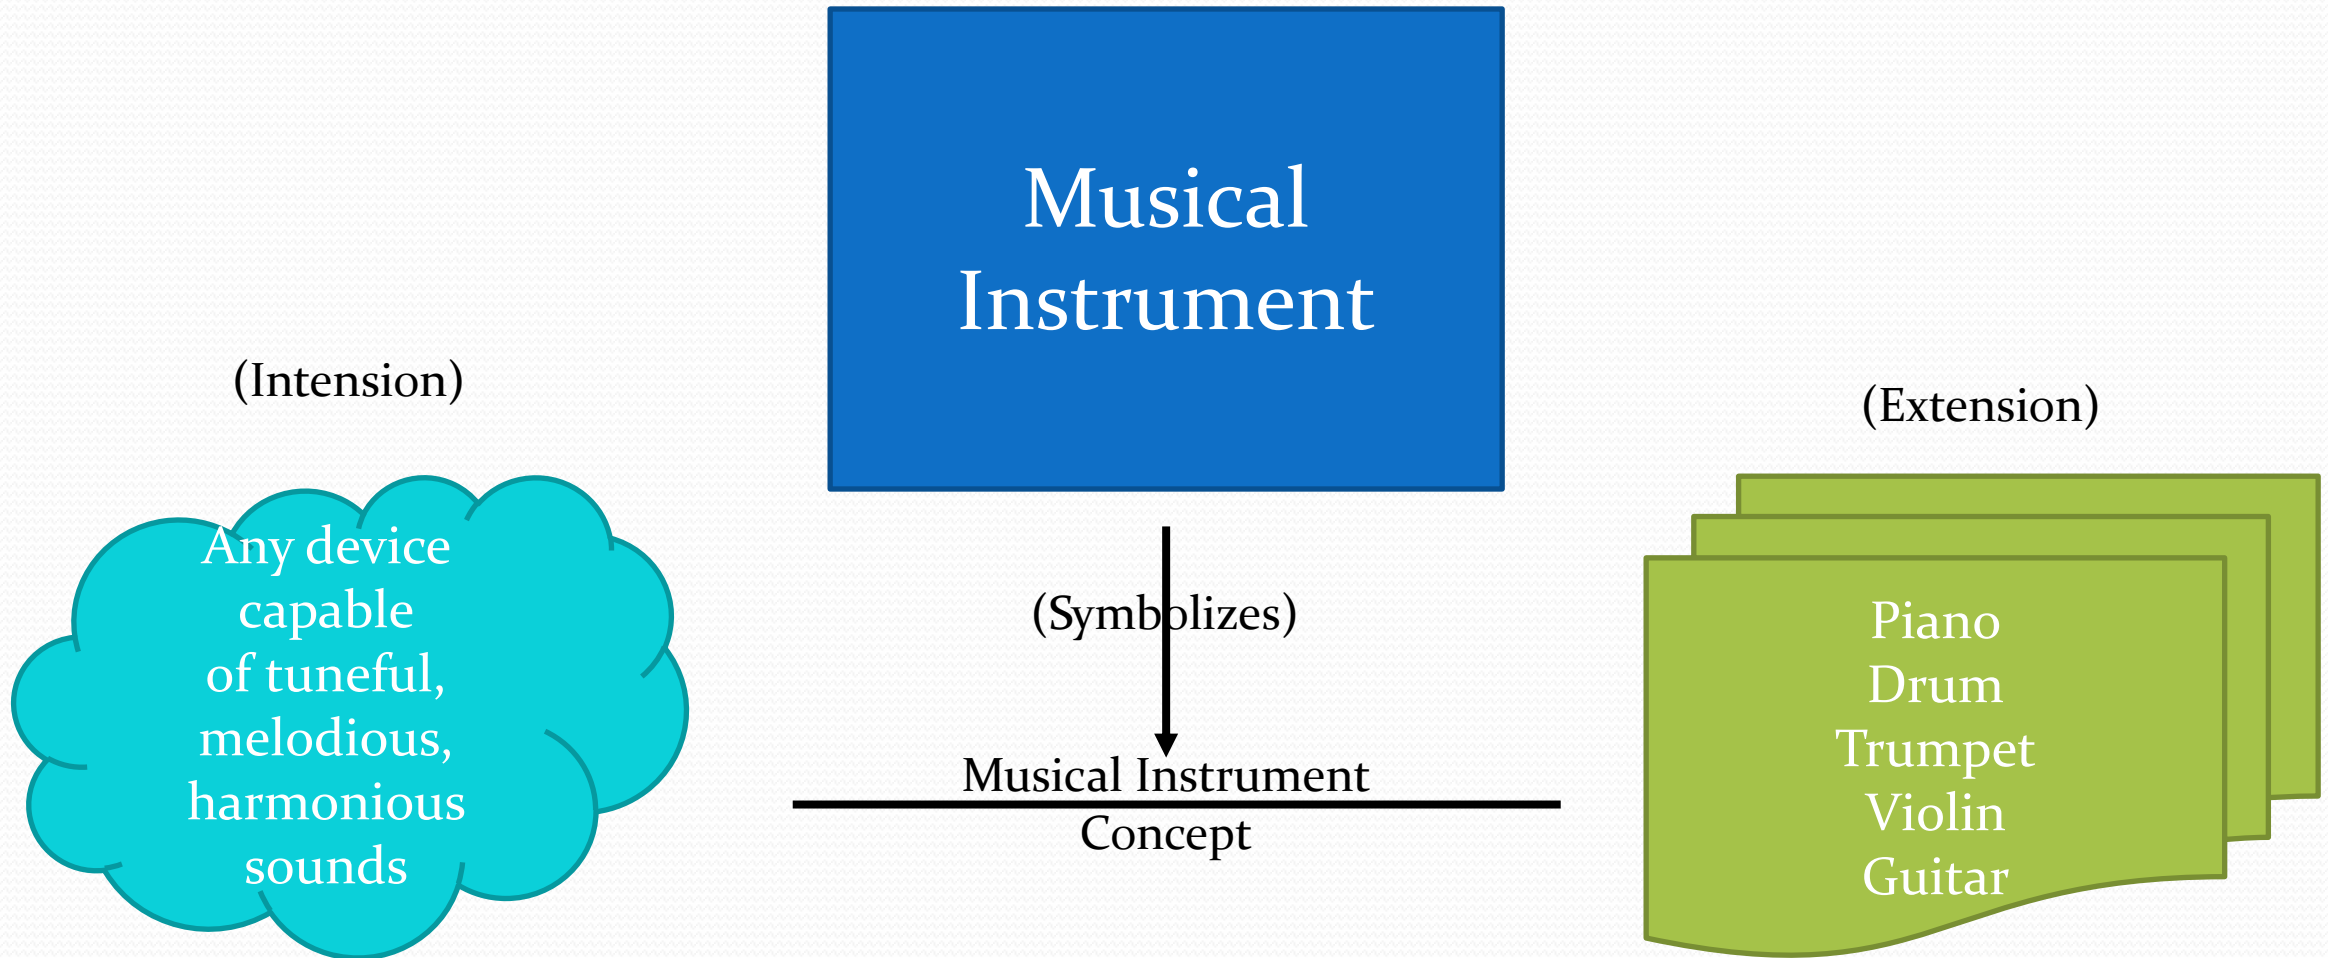 Musical
Instrument
(Intension)
(Extension)
Any device
capable
of tuneful,
melodious,
harmonious
sounds
(Symbolizes)
Musical Instrument
Concept
Piano
Drum
Trumpet
Violin
Guitar